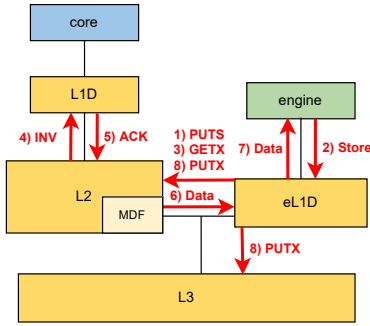 core
L1D
engine
4) INV
5) ACK
1) PUTS
3) GETX
8) PUTX
7) Data
2) Store
L2
MDF
6) Data
eL1D
8) PUTX
L3